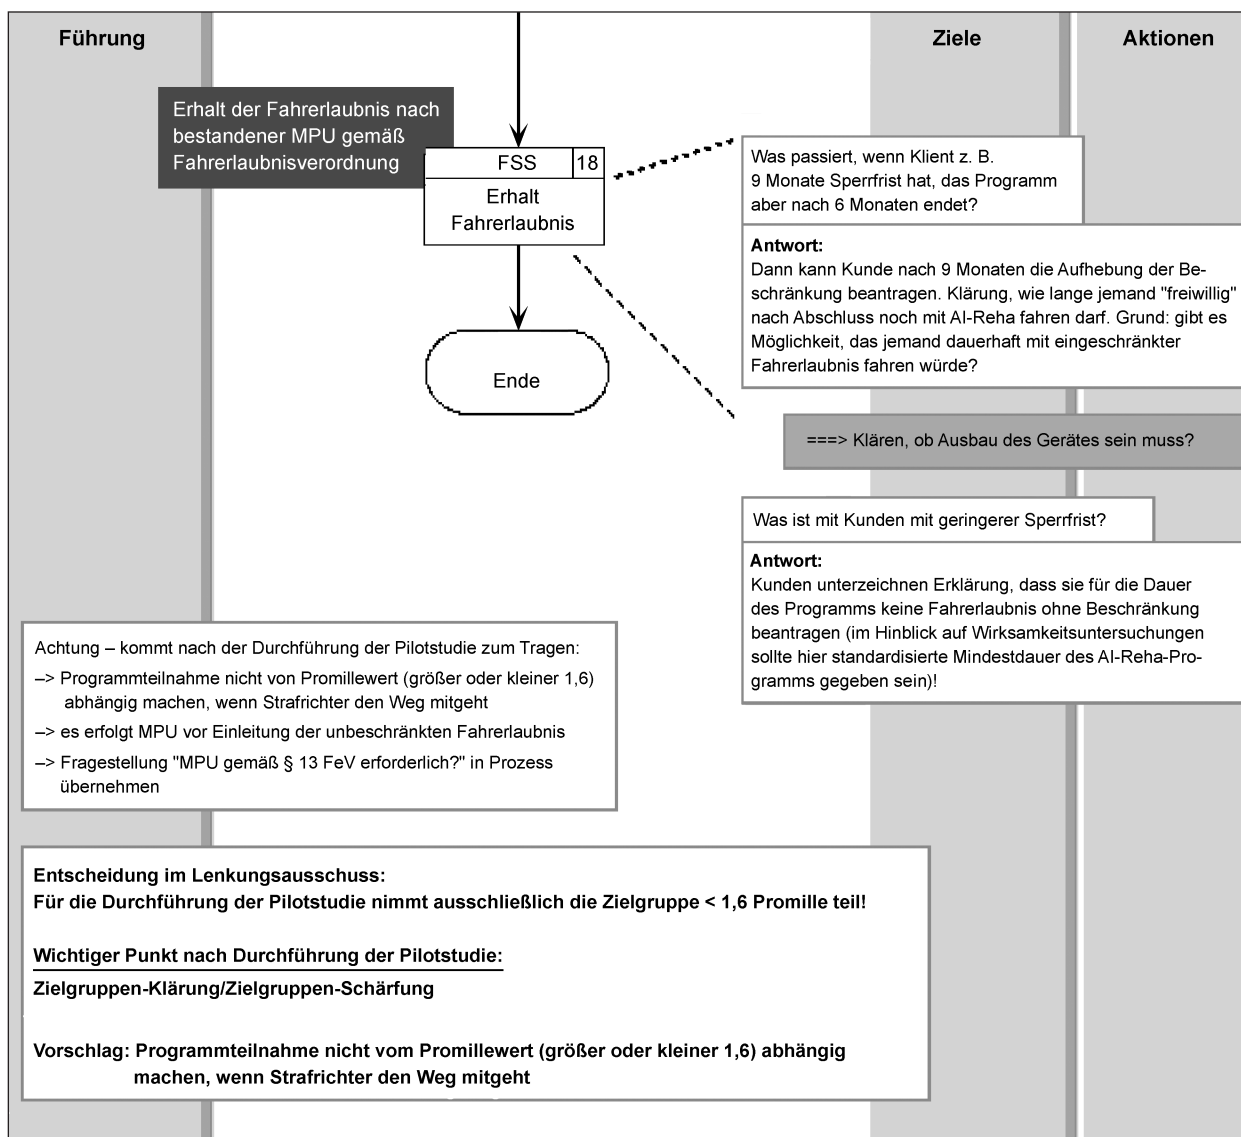 Führung
Ziele
Aktionen
Erhalt der Fahrerlaubnis nach
bestandener MPU gemäß
Fahrerlaubnisverordnung
FSS
18
Erhalt
Fahrerlaubnis
Ende
Was passiert, wenn Klient z. B.
9 Monate Sperrfrist hat, das Programm
aber nach 6 Monaten endet?
Antwort:
Dann kann Kunde nach 9 Monaten die Aufhebung der Be-
schränkung beantragen. Klärung, wie lange jemand "freiwillig"
nach Abschluss noch mit AI-Reha fahren darf. Grund: gibt es
Möglichkeit, das jemand dauerhaft mit eingeschränkter
Fahrerlaubnis fahren würde?
===> Klären, ob Ausbau des Gerätes sein muss?
Was ist mit Kunden mit geringerer Sperrfrist?
Antwort:
Kunden unterzeichnen Erklärung, dass sie für die Dauer
des Programms keine Fahrerlaubnis ohne Beschränkung
beantragen (im Hinblick auf Wirksamkeitsuntersuchungen
sollte hier standardisierte Mindestdauer des AI-Reha-Pro-
gramms gegeben sein)!
Achtung – kommt nach der Durchführung der Pilotstudie zum Tragen:
–> Programmteilnahme nicht von Promillewert (größer oder kleiner 1,6)
abhängig machen, wenn Strafrichter den Weg mitgeht
–> es erfolgt MPU vor Einleitung der unbeschränkten Fahrerlaubnis
–> Fragestellung "MPU gemäß § 13 FeV erforderlich?" in Prozess
übernehmen
Entscheidung im Lenkungsausschuss:
Für die Durchführung der Pilotstudie nimmt ausschließlich die Zielgruppe < 1,6 Promille teil!
Wichtiger Punkt nach Durchführung der Pilotstudie:
Zielgruppen-Klärung/Zielgruppen-Schärfung
Vorschlag: Programmteilnahme nicht vom Promillewert (größer oder kleiner 1,6) abhängig
machen, wenn Strafrichter den Weg mitgeht